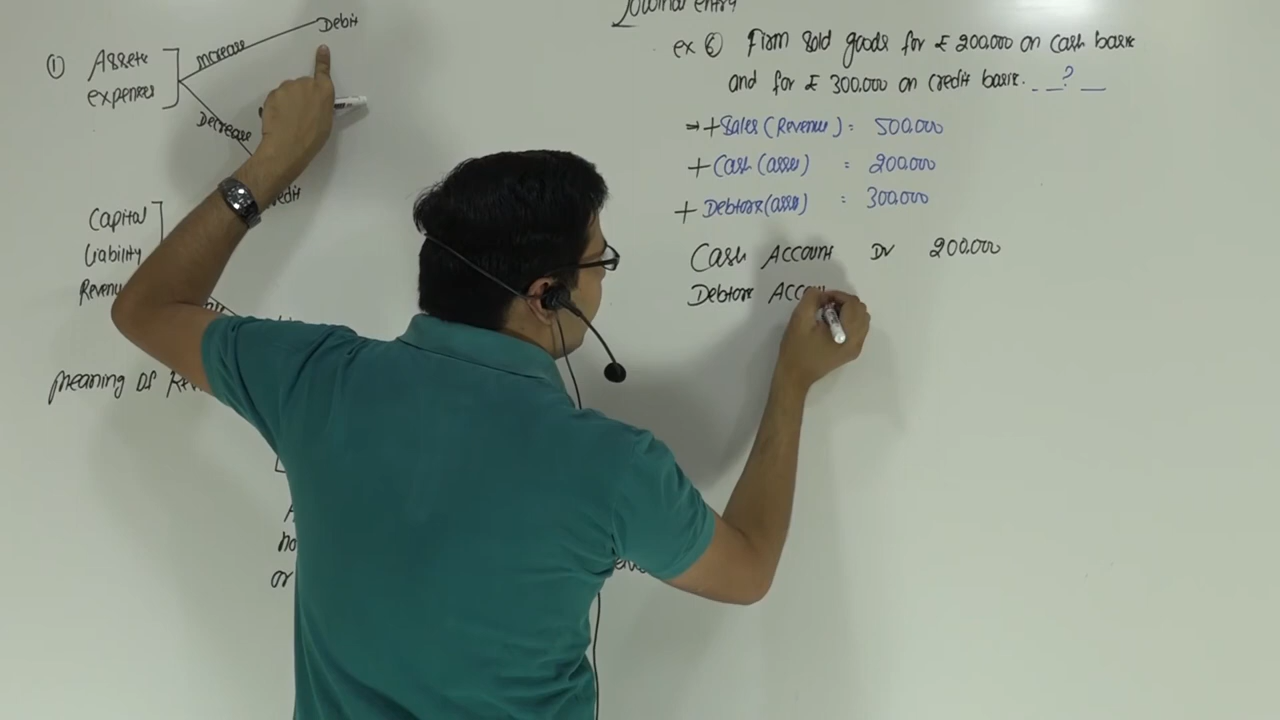 ① Assets
expenses
increase
Debit
Decrease
Capital
Liability
meaning of
or
Journal entry
ex ⑥ Firm sold goods for £ 200.000 on cash basis
and for £ 300.000 on credit basis. _ _?_ _
→ + Sales (Revenue) = 500.000
+ Cash (asset) = 200.000
+ Debtors (asset) = 300.000
Cash Account Dr 200.000
Debtors